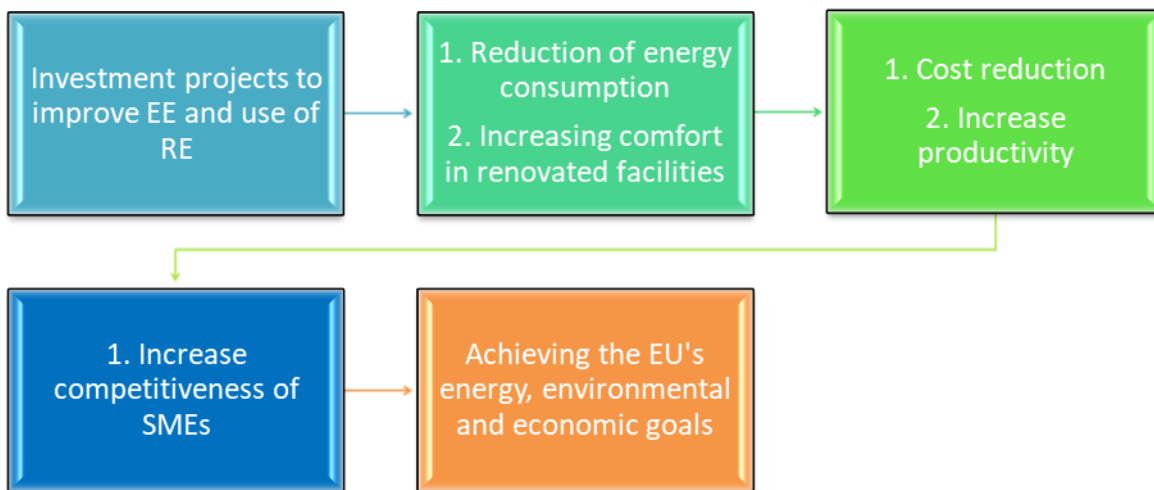 Investment projects to
improve EE and use of
RE
1. Reduction of energy
consumption
2. Increasing comfort
in renovated facilities
1. Cost reduction
2. Increase
productivity
1. Increase
competitiveness of
SMEs
Achieving the EU's
energy, environmental
and economic goals